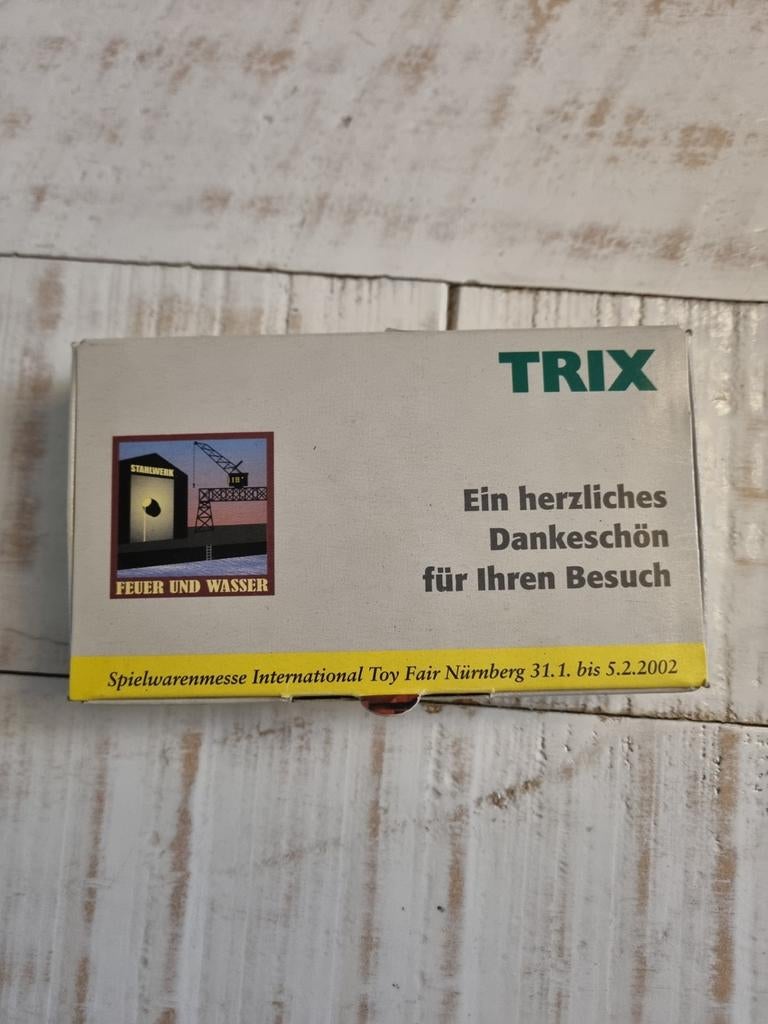 TRIX
STAHLWERK
FEUER UND WASSER
Ein herzliches
Dankeschön
für Ihren Besuch
Spielwarenmesse International Toy Fair Nürnberg 31.1. bis 5.2.2002